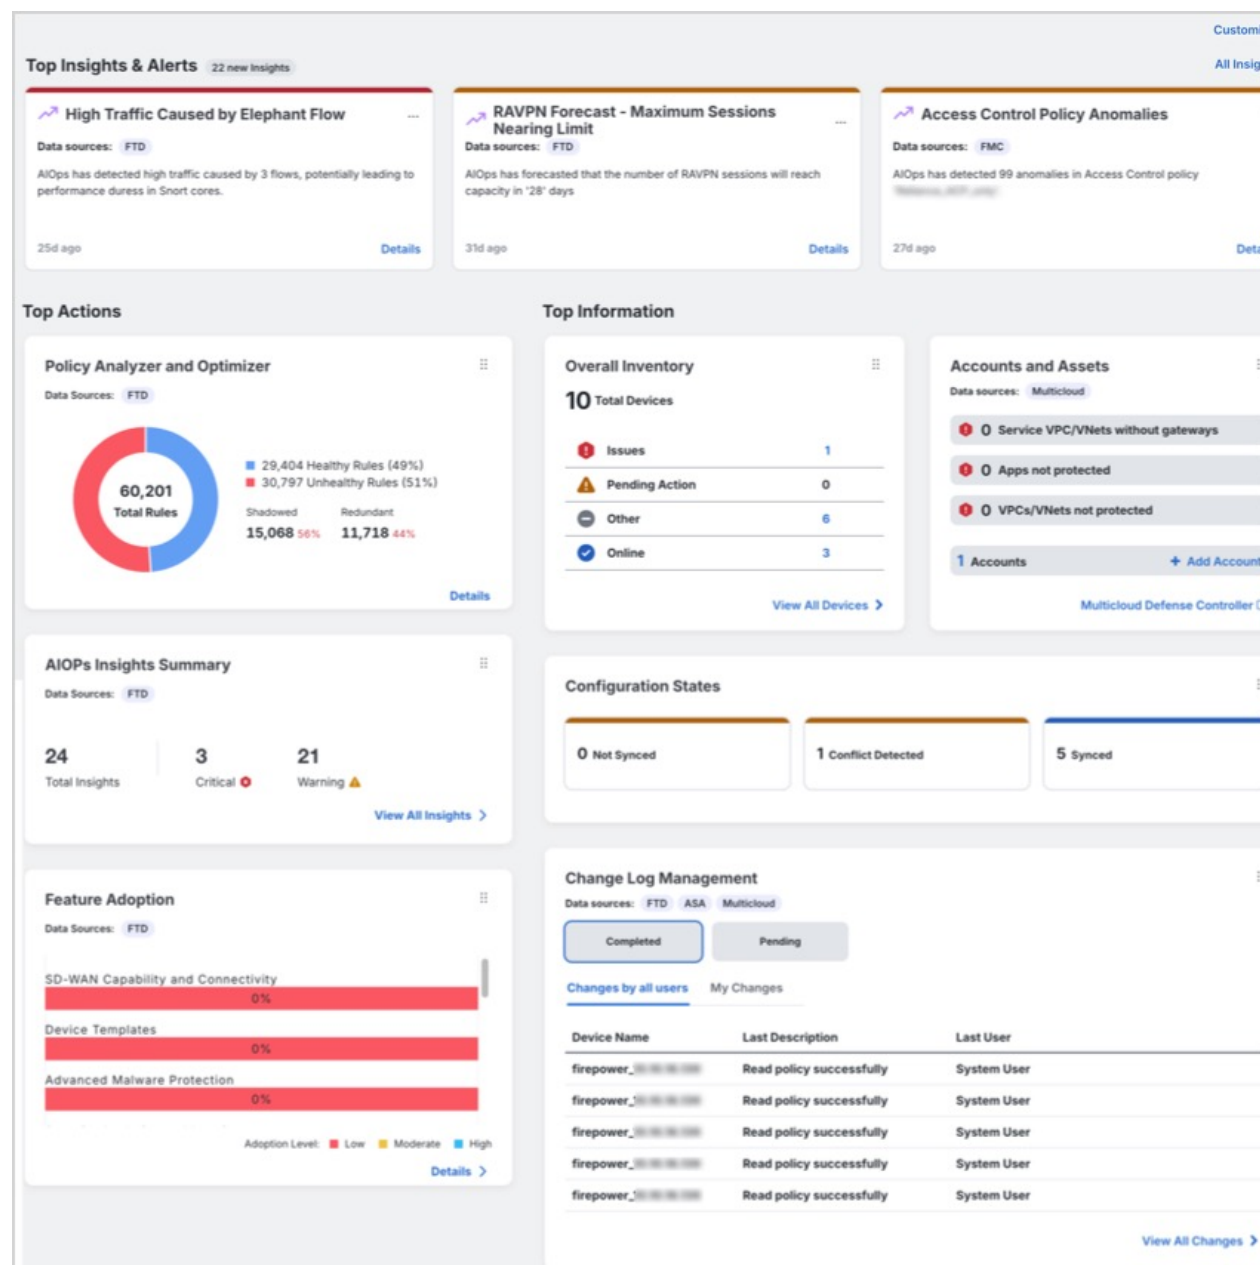 Customi
Top Insights & Alerts 22 new Insights
All Insig
High Traffic Caused by Elephant Flow
Data sources: FTD
AIOps has detected high traffic caused by 3 flows, potentially leading to
performance duress in Snort cores.
25d ago Details
RAVPN Forecast - Maximum Sessions
Nearing Limit
Data sources: FTD
AIOps has forecasted that the number of RAVPN sessions will reach
capacity in '28' days
31d ago Details
Access Control Policy Anomalies
Data sources: FMC
AIOps has detected 99 anomalies in Access Control policy
27d ago Deta
Top Actions
Policy Analyzer and Optimizer
Data Sources: FTD
60,201
Total Rules
29,404 Healthy Rules (49%)
30,797 Unhealthy Rules (51%)
Shadowed Redundant
15,068 56% 11,718 44%
Details
AIOPs Insights Summary
Data Sources: FTD
24 3 21
Total Insights Critical Warning
View All Insights
Feature Adoption
Data Sources: FTD
SD-WAN Capability and Connectivity
0%
Device Templates
0%
Advanced Malware Protection
0%
Adoption Level: Low Moderate High
Details
Top Information
Overall Inventory
10 Total Devices
Issues 1
Pending Action 0
Other 6
Online 3
View All Devices
Accounts and Assets
Data sources: Multicloud
0 Service VPC/VNets without gateways
0 Apps not protected
0 VPCs/VNets not protected
1 Accounts + Add Account
Multicloud Defense Controller
Configuration States
0 Not Synced
1 Conflict Detected
5 Synced
Change Log Management
Data sources: FTD ASA Multicloud
Completed Pending
Changes by all users My Changes
Device Name Last Description Last User
firepower_ Read policy successfully System User
firepower_ Read policy successfully System User
firepower_ Read policy successfully System User
firepower_ Read policy successfully System User
firepower_ Read policy successfully System User
View All Changes